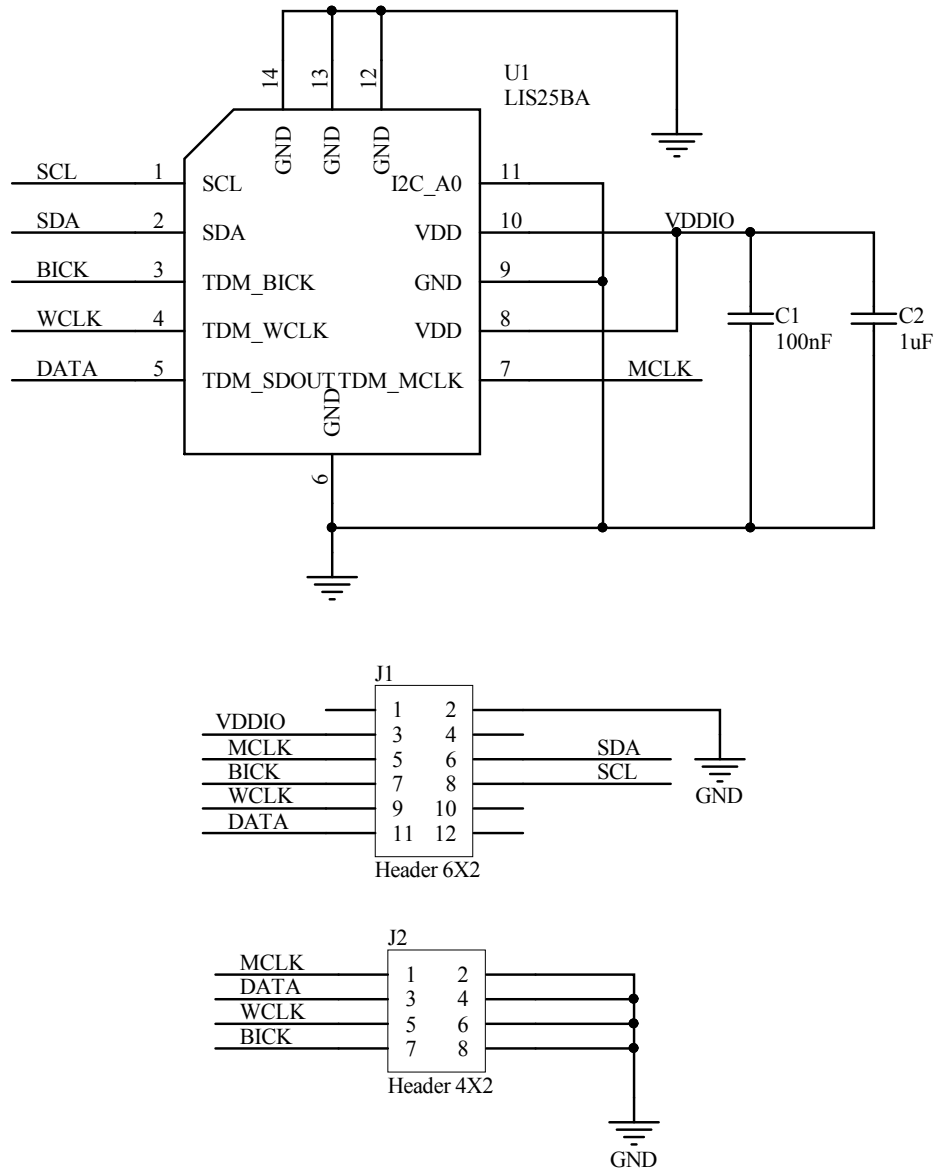 14
13
12
U1
LIS25BA
GND
GND
GND
SCL 1 SCL I2C_A0 11
SDA 2 SDA VDD 10 VDDIO
BICK 3 TDM_BICK GND 9
WCLK 4 TDM_WCLK VDD 8
C1
100nF
C2
1uF
DATA 5 TDM_SDOUT TDM_MCLK 7 MCLK
GND
6
J1
1 2
VDDIO 3 4
MCLK 5 6 SDA
BICK 7 8 SCL
WCLK 9 10
DATA 11 12
GND
Header 6X2
J2
MCLK 1 2
DATA 3 4
WCLK 5 6
BICK 7 8
Header 4X2
GND